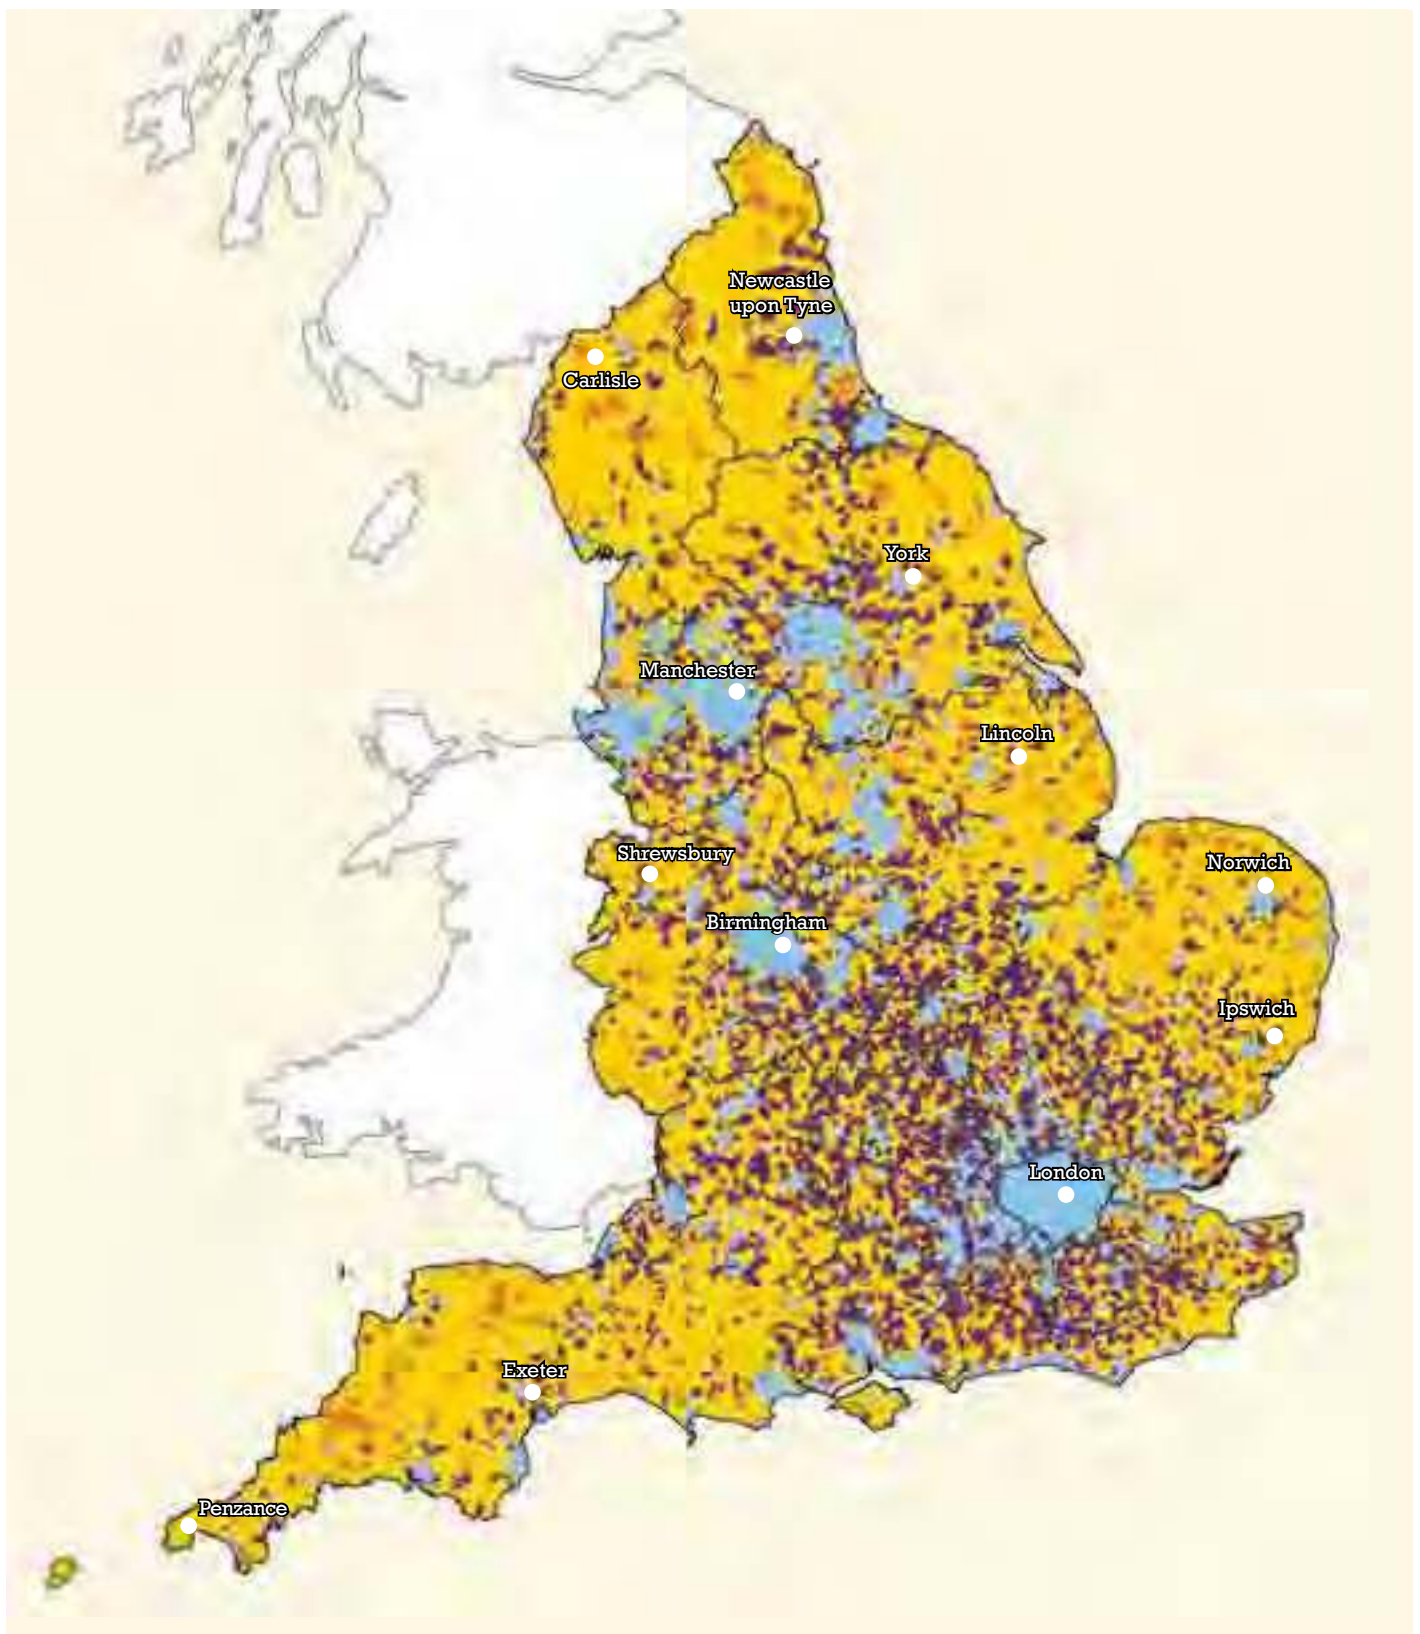 Newcastle
upon Tyne
Carlisle
York
Manchester
Lincoln
Shrewsbury
Norwich
Birmingham
Ipswich
London
Exeter
Penzance